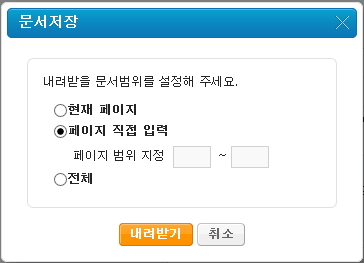 문서저장
내려받을 문서범위를 설정해 주세요.
현재 페이지
페이지 직접 입력
페이지 범위 지정 ~
전체
내려받기 취소